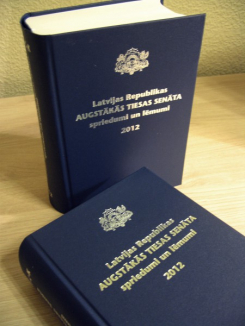 Latvijas Republikas
AUGSTĀKĀS TIESAS SENĀTA
spriedumi un lēmumi
2012
Latvijas Republikas
AUGSTĀKĀS TIESAS SENĀTA
spriedumi un lēmumi
2012